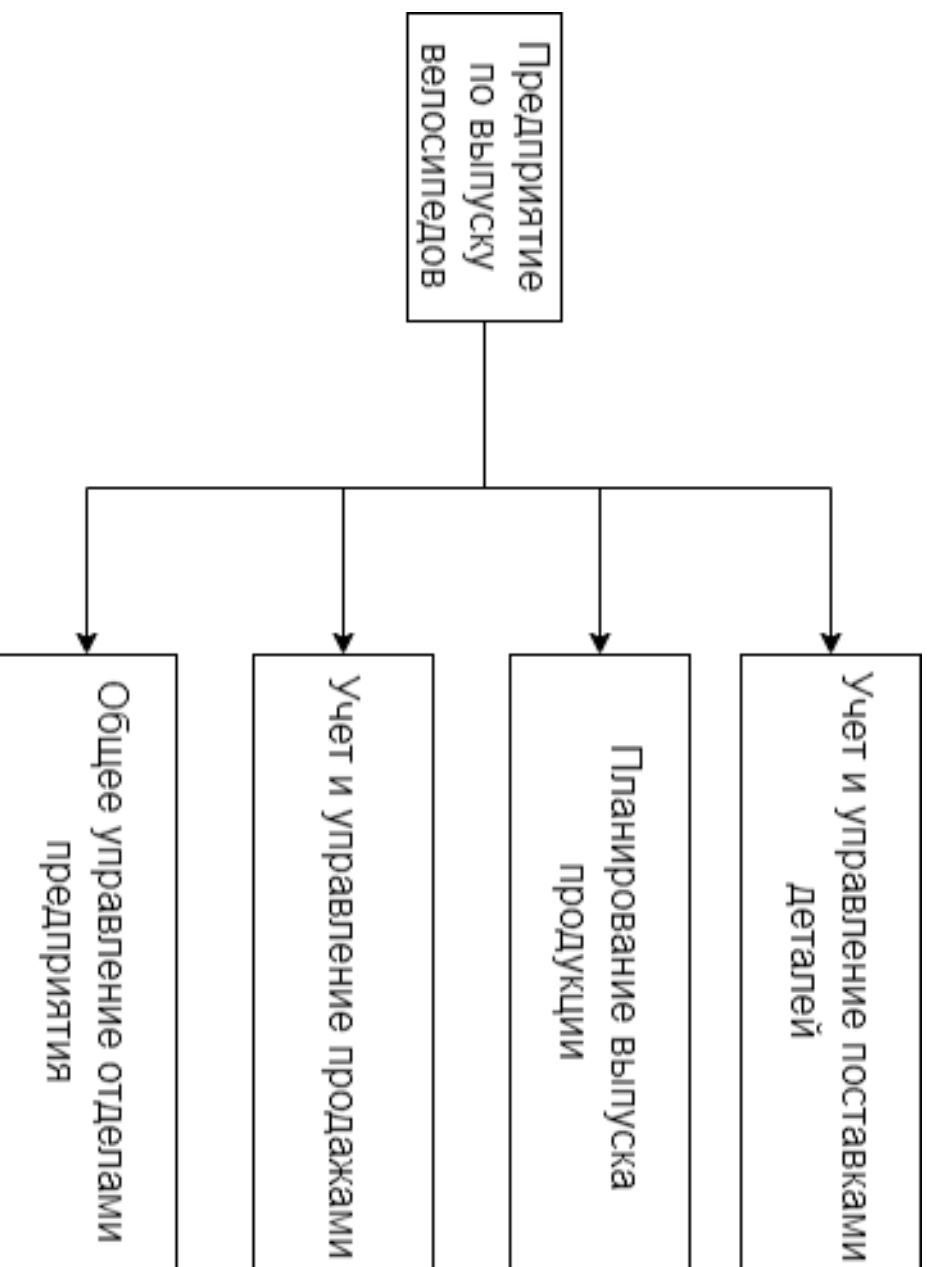 Предприятие
по выпуску
велосипедов
Учет и управление поставками
деталей
Планирование выпуска
продукции
Учет и управление продажами
Общее управление отделами
предприятия